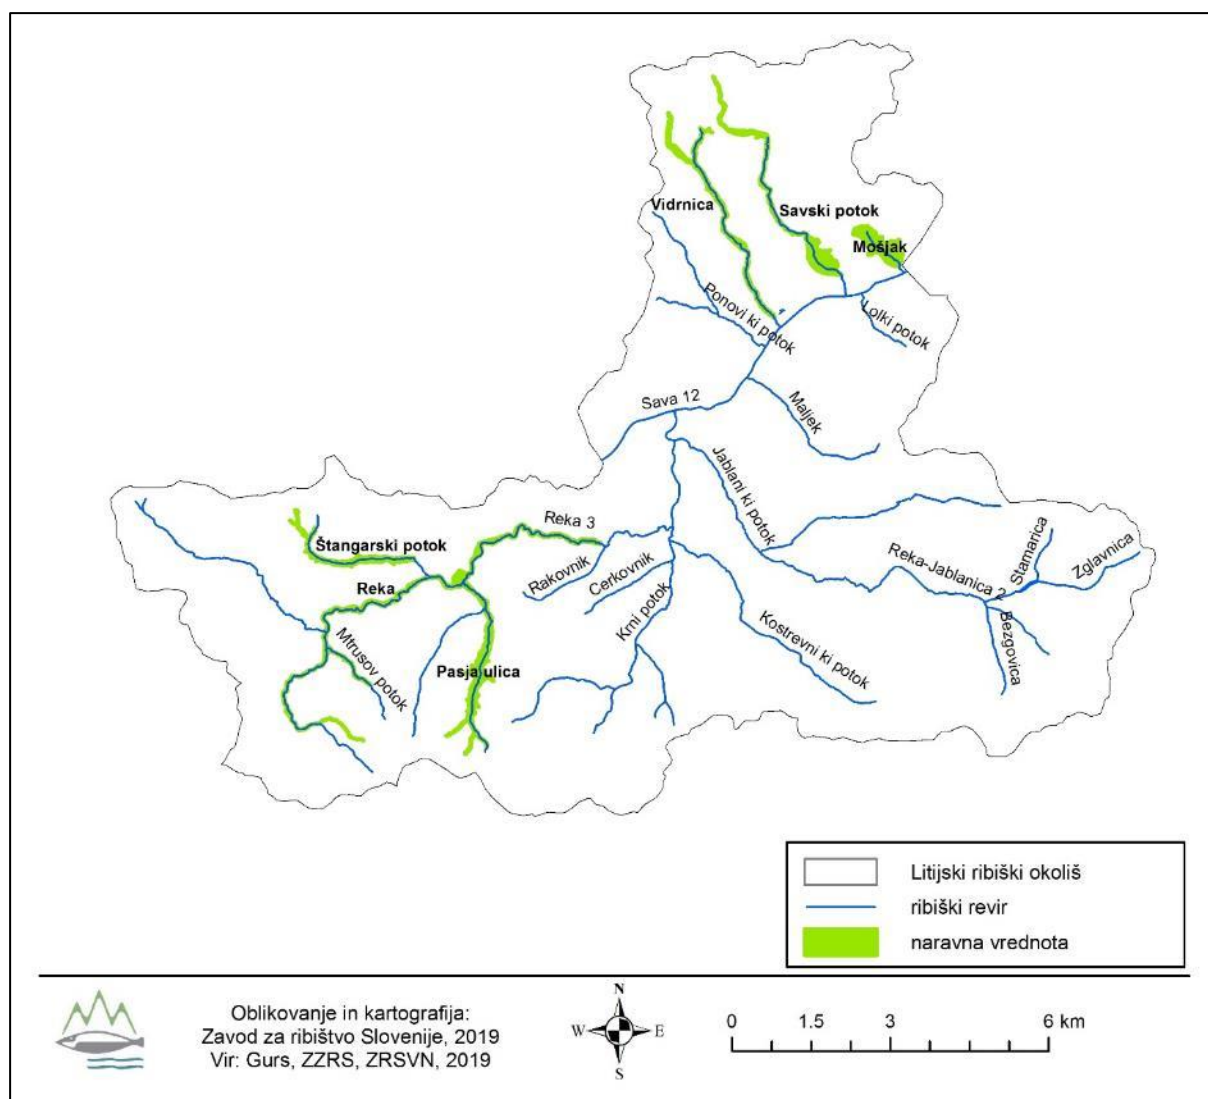 Vidrnica
Savski potok
Mošjak
Ponovi ki potok
Lolki potok
Sava 12
Maljek
Jablani ki potok
Reka 3
Štangarski potok
Rakovnik
Cerkovnik
Reka-Jablanica 2
Stamarica
Zglavnica
Reka
Krni potok
Mtrusov potok
Kostrevni ki potok
Bezgovica
Pasja ulica
Litijski ribiški okoliš
ribiški revir
naravna vrednota
Oblikovanje in kartografija:
Zavod za ribištvo Slovenije, 2019
Vir: Gurs, ZZRS, ZRSVN, 2019
N
W
E
S
0 1.5 3 6 km